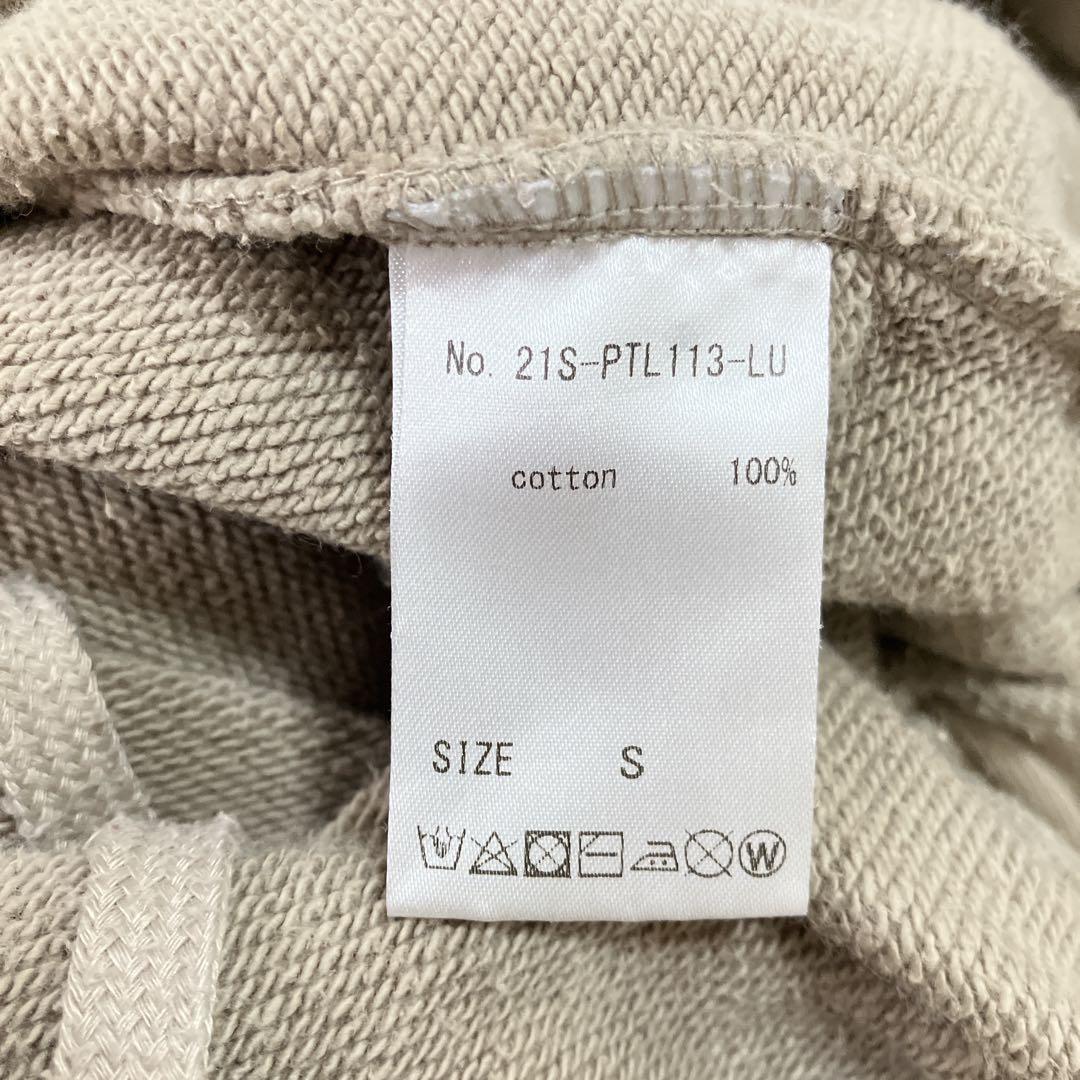 No. 21S-PTL113-LU
cotton 100%
SIZE S
W